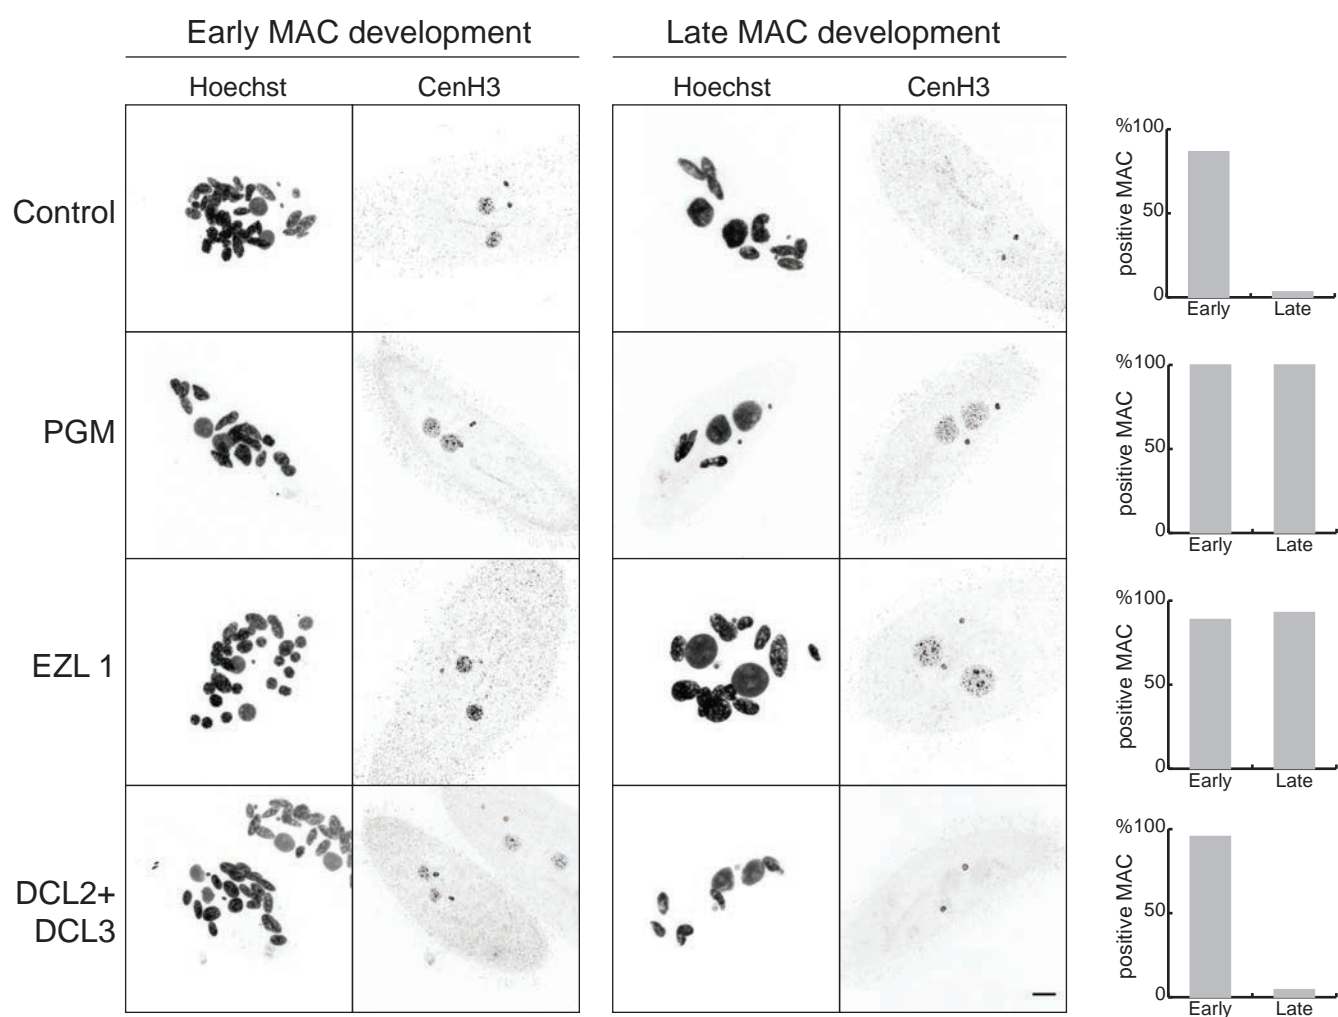 Early MAC development
Late MAC development
Hoechst
CenH3
Hoechst
CenH3
Control
%100
50
0
positive MAC
Early
Late
PGM
%100
50
0
positive MAC
Early
Late
EZL 1
%100
50
0
positive MAC
Early
Late
DCL2+
DCL3
%100
50
0
positive MAC
Early
Late